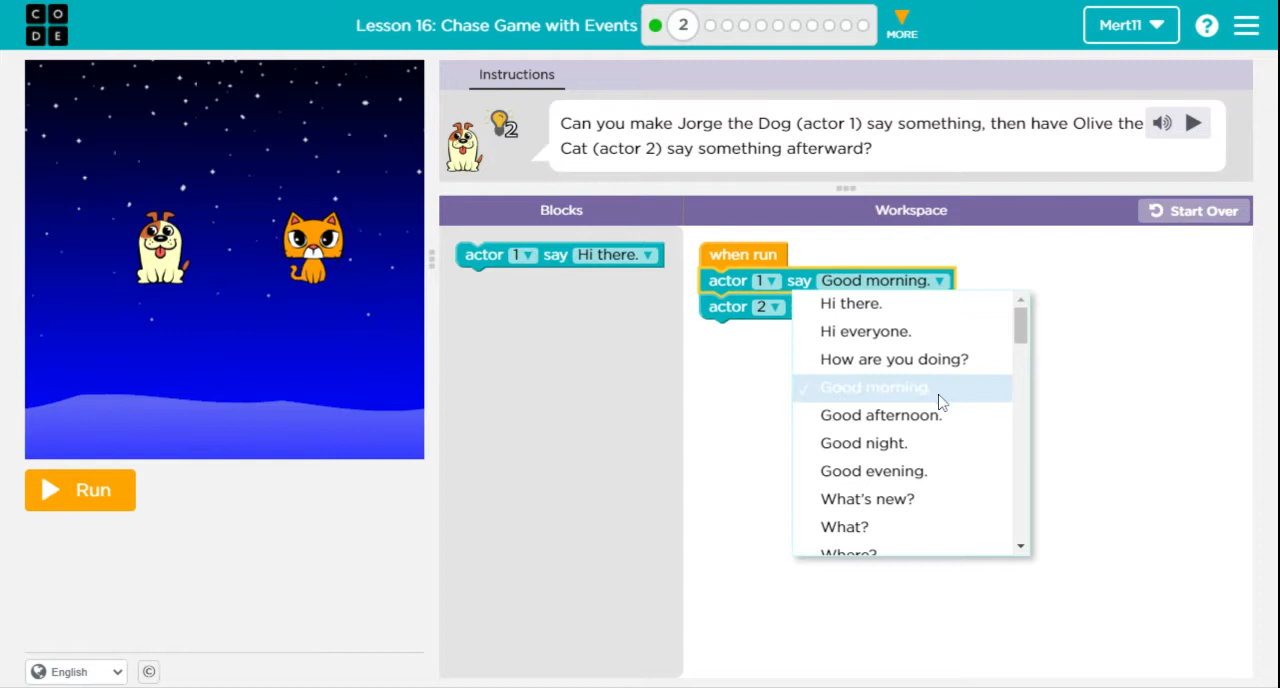 C O
D E
Lesson 16: Chase Game with Events
2
MORE
Mert11
?
Instructions
2
Can you make Jorge the Dog (actor 1) say something, then have Olive the
Cat (actor 2) say something afterward?
Blocks
Workspace
Start Over
actor 1 say Hi there.
when run
actor 1 say Good morning.
actor 2
Hi there.
Hi everyone.
How are you doing?
✓ Good morning.
Good afternoon.
Good night.
Good evening.
What's new?
What?
Where?
Run
English
©